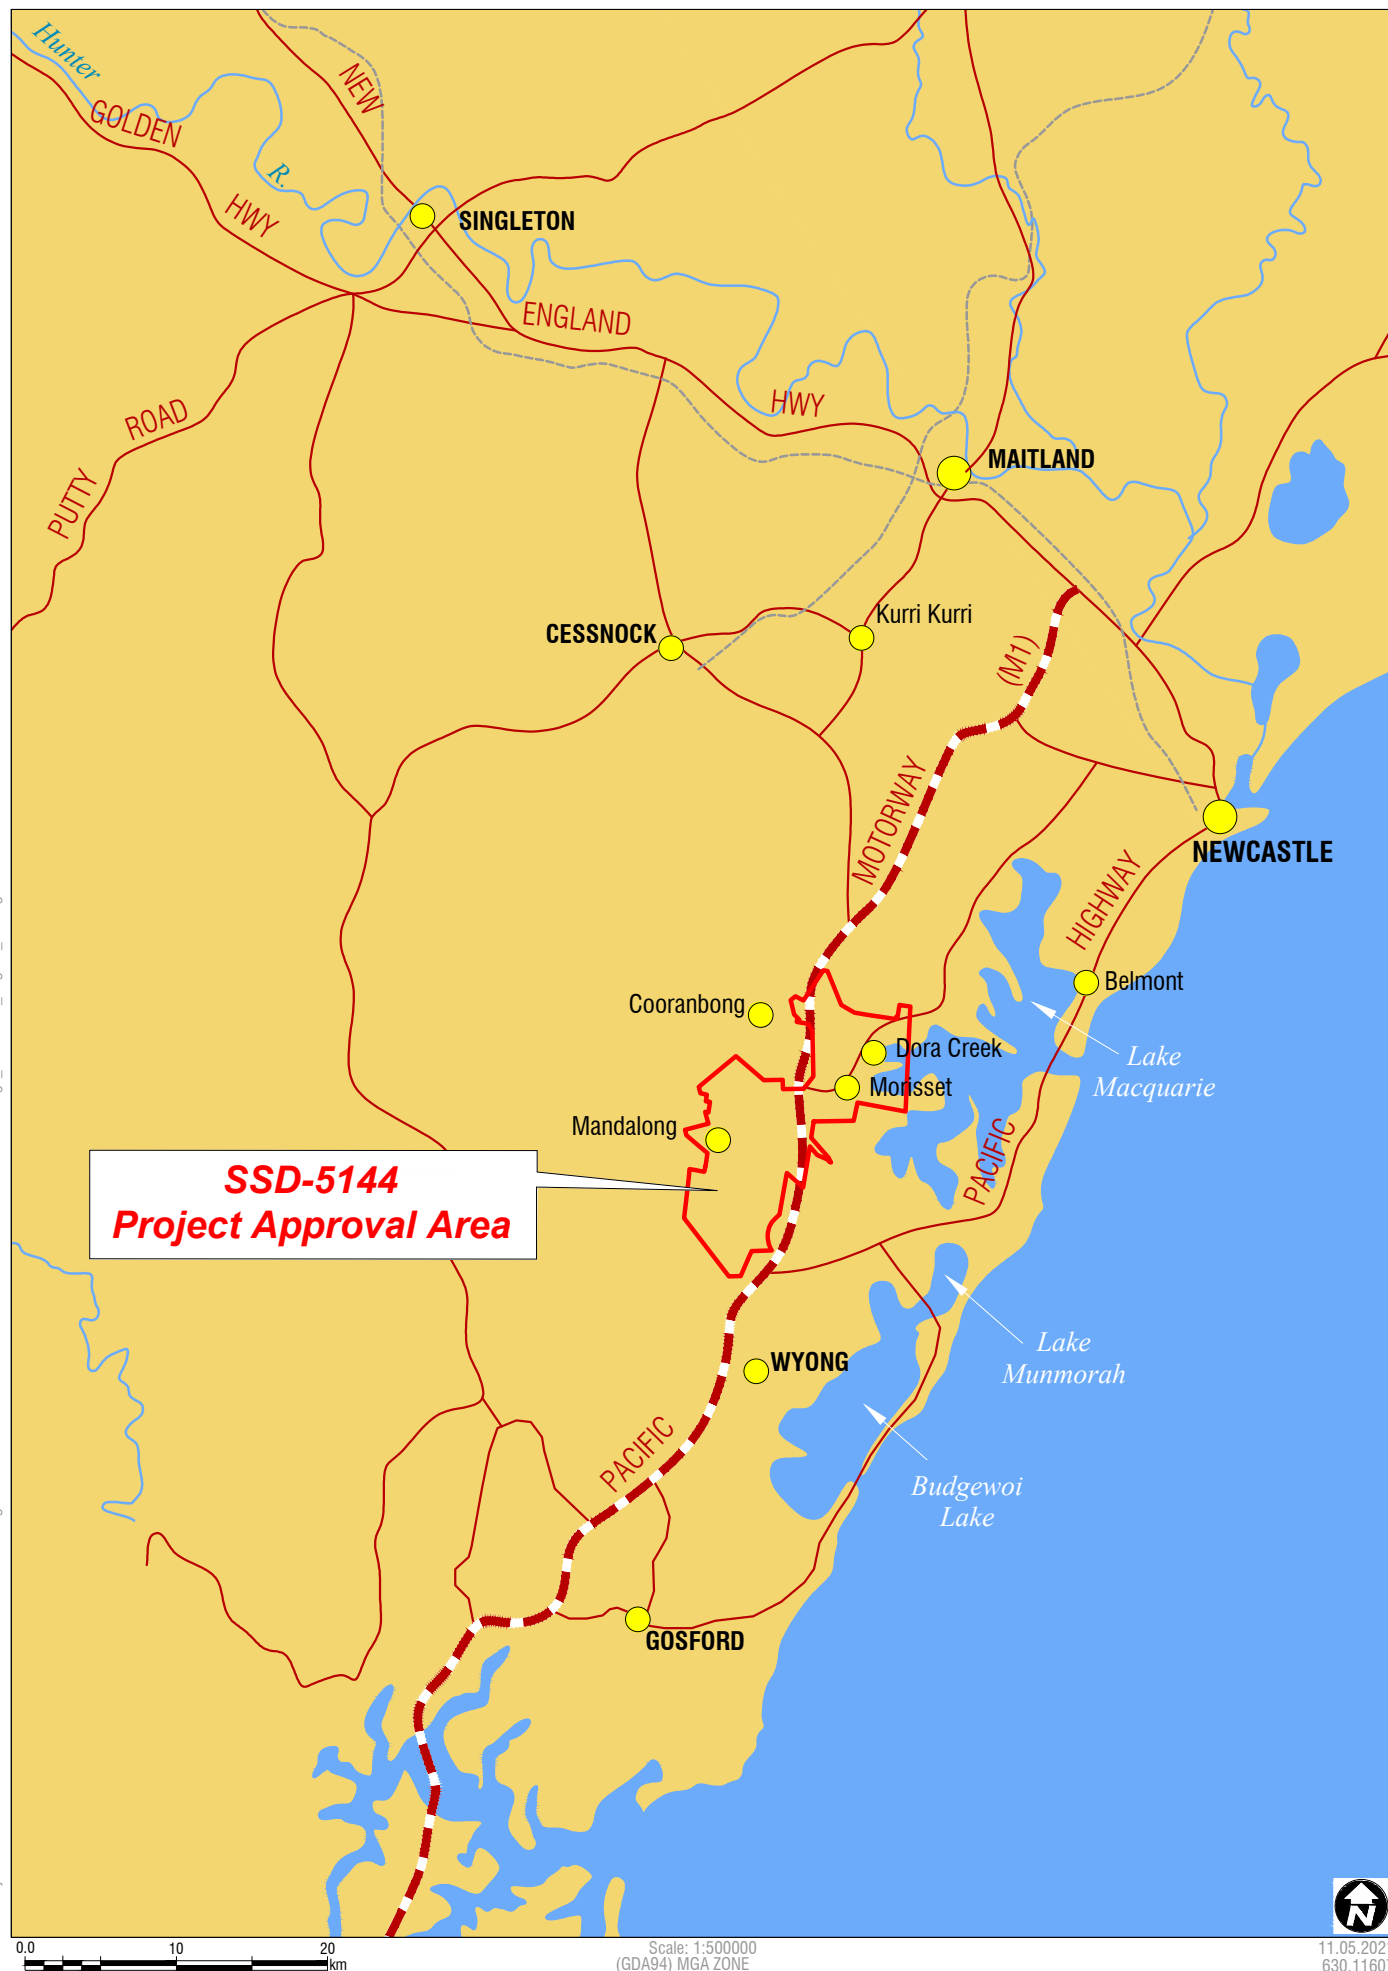 Hunter
R.
GOLDEN
HWY
NEW
SINGLETON
ENGLAND
HWY
PUTTY
ROAD
MAITLAND
CESSNOCK
Kurri Kurri
(M1)
MOTORWAY
NEWCASTLE
HIGHWAY
Belmont
Cooranbong
Dora Creek
Lake
Macquarie
Morisset
Mandalong
PACIFIC
SSD-5144
Project Approval Area
Lake
Munmorah
WYONG
PACIFIC
Budgewoi
Lake
GOSFORD
N
0.0 10 20
km
Scale: 1:500000
(GDA94) MGA ZONE
11.05.202
630.1160